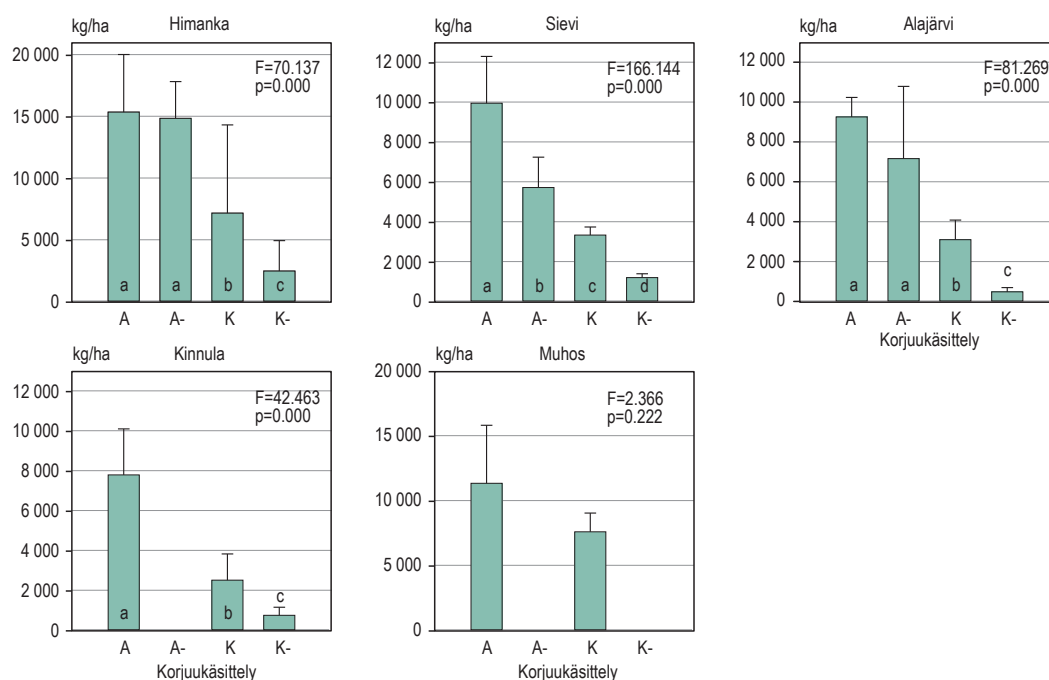 kg/ha Himanka
20 000
15 000
10 000
5 000
0
F=70.137
p=0.000
a a b c
A A- K K-
Sievi
12 000
10 000
8 000
6 000
4 000
2 000
0
F=166.144
p=0.000
a b c d
A A- K K-
kg/ha Alajärvi
12 000
10 000
8 000
6 000
4 000
2 000
0
F=81.269
p=0.000
a a b c
A A- K K-
Korjuukäsittely
kg/ha Kinnula
12 000
10 000
8 000
6 000
4 000
2 000
0
F=42.463
p=0.000
a b c
A A- K K-
Korjuukäsittely
kg/ha Muhos
20 000
15 000
10 000
5 000
0
F=2.366
p=0.222
A A- K K-
Korjuukäsittely